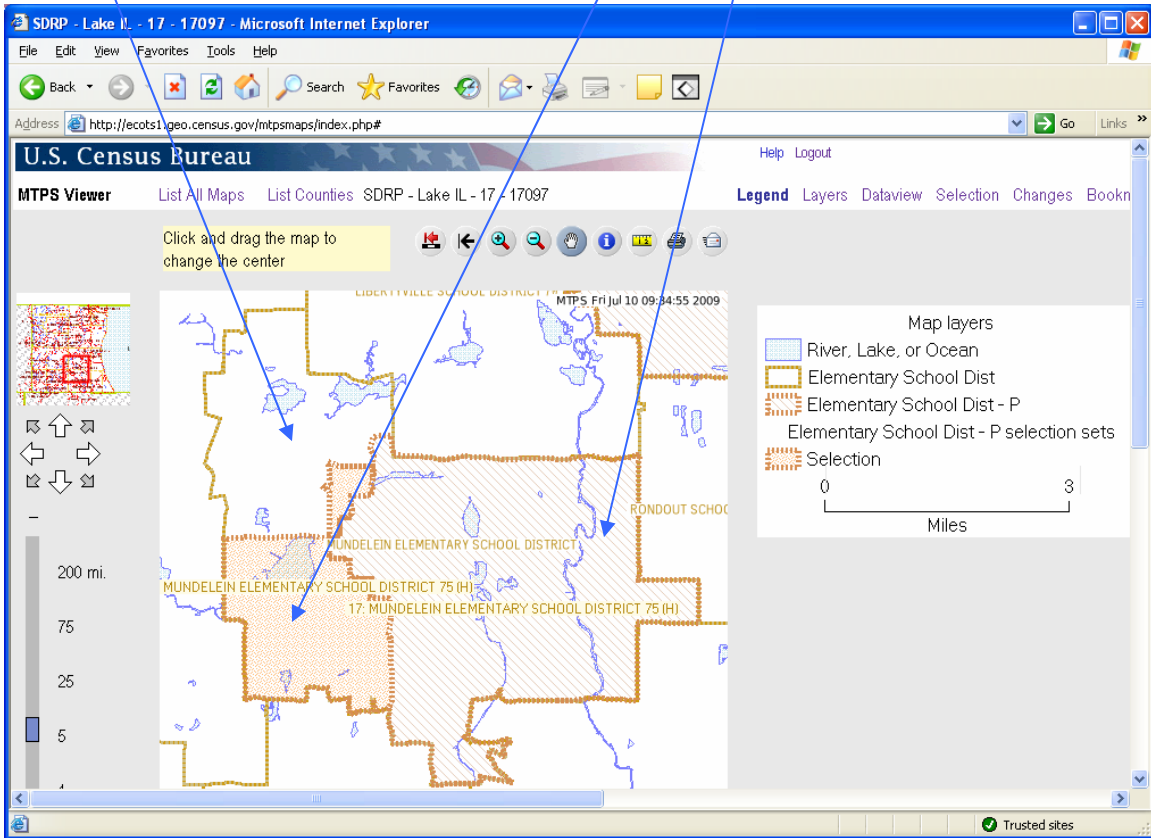 SDRP - Lake IL - 17 - 17097 - Microsoft Internet Explorer
File Edit View Favorites Tools Help
Back Search Favorites
Address http://ecots1.geo.census.gov/mtpsmaps/index.php# Go Links »
U.S. Census Bureau Help Logout
MTPS Viewer List All Maps List Counties SDRP - Lake IL - 17 - 17097 Legend Layers Dataview Selection Changes Bookn
Click and drag the map to
change the center
LIBERTYVILLE SCHOOL DISTRICT 7
MTPS Fri Jul 10 09:34:55 2009
Map layers
River, Lake, or Ocean
Elementary School Dist
Elementary School Dist - P
Elementary School Dist - P selection sets
Selection
0 3
Miles
RONDOUT SCHOO
MUNDELEIN ELEMENTARY SCHOOL DISTRICT
MUNDELEIN ELEMENTARY SCHOOL DISTRICT 75 (H)
17: MUNDELEIN ELEMENTARY SCHOOL DISTRICT 75 (H)
200 mi.
75
25
5
Trusted sites